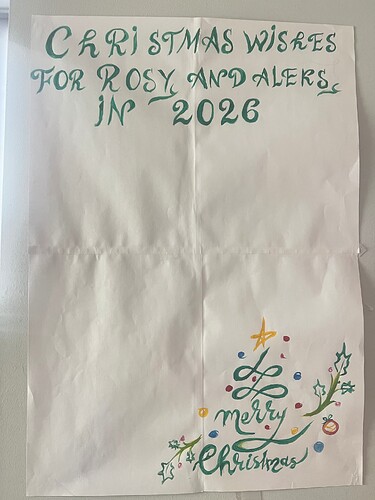 CHRISTMAS WISHES
FOR ROSY AND ALEKS
IN 2026
Merry
Christmas